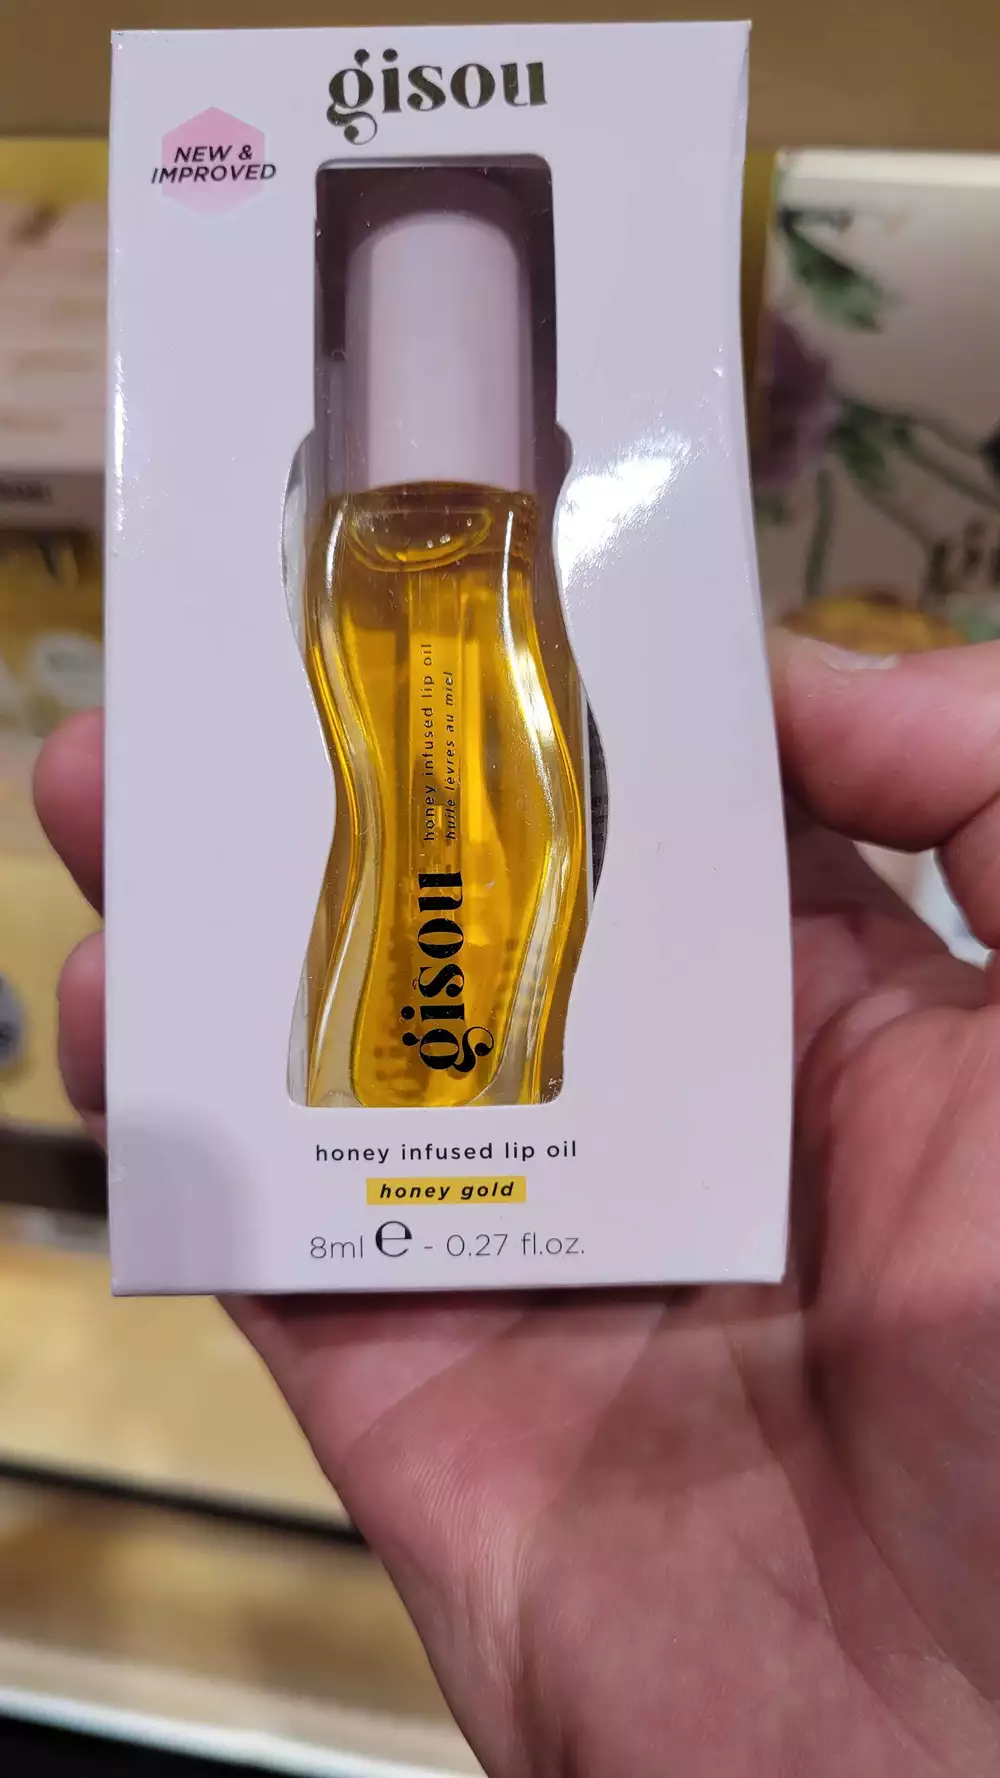 gisou
NEW &
IMPROVED
honey infused lip oil
huile lèvres au miel
gisou
honey infused lip oil
honey gold
8ml ℮ - 0.27 fl.oz.